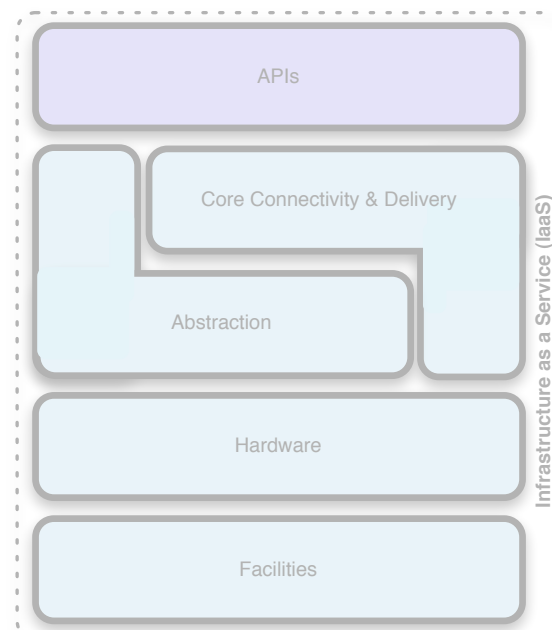 APIs
Core Connectivity & Delivery
Abstraction
Hardware
Facilities
Infrastructure as a Service (IaaS)